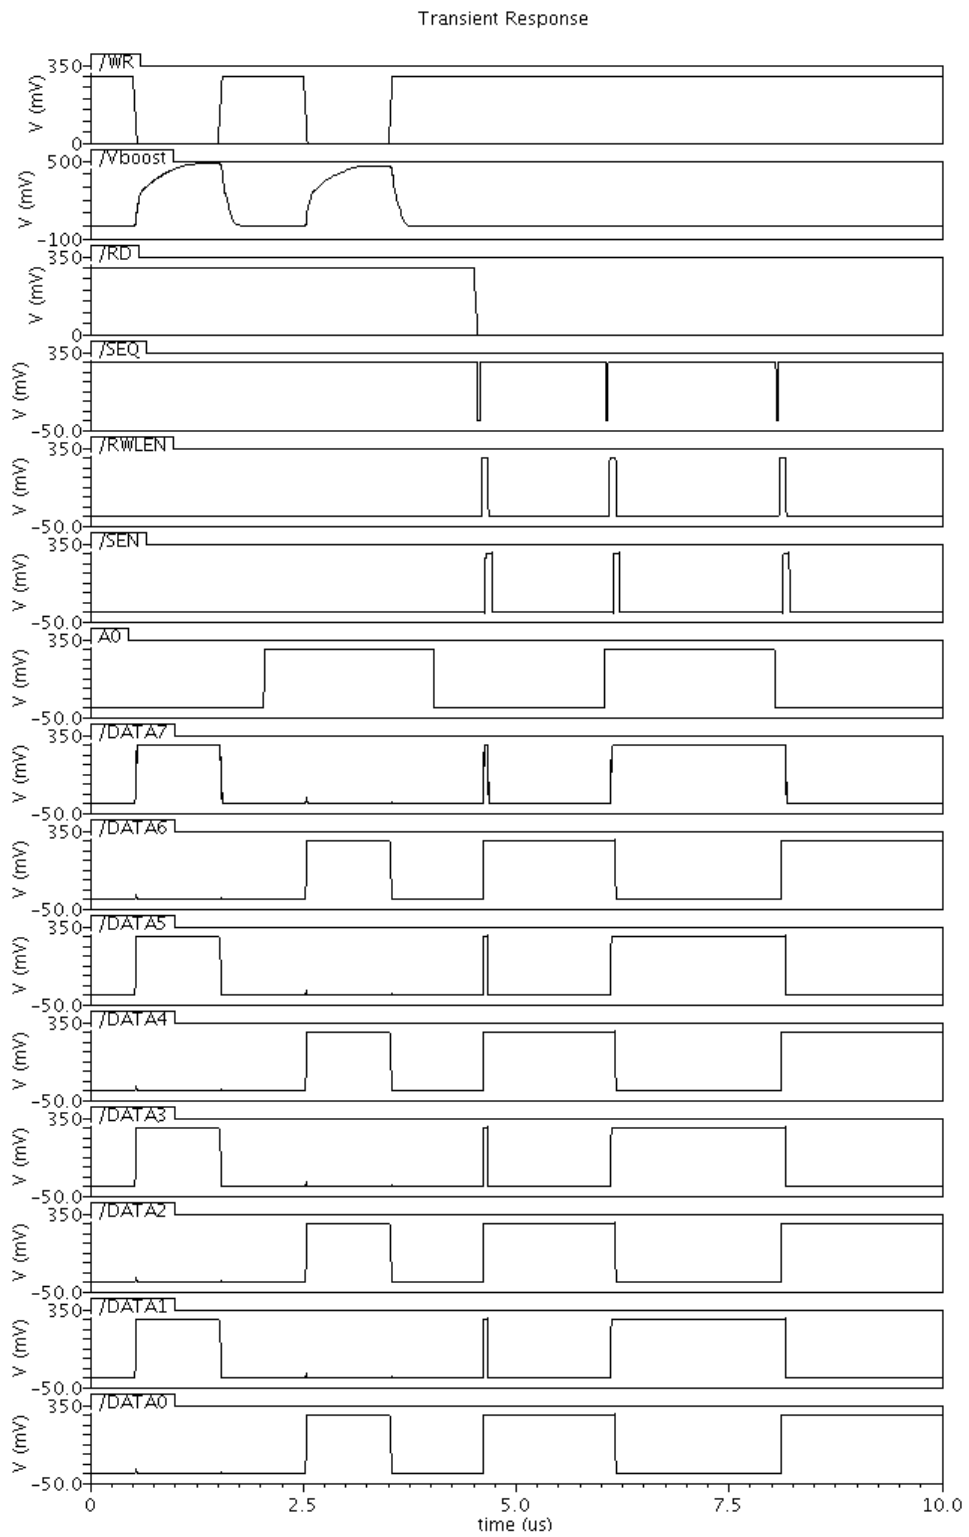 Transient Response
/WR
350
V (mV)
0
/Vboost
500
V (mV)
-100
/RD
350
V (mV)
0
/SEQ
350
V (mV)
-50.0
/RWLEN
350
V (mV)
-50.0
/SEN
350
V (mV)
-50.0
A0
350
V (mV)
-50.0
/DATA7
350
V (mV)
-50.0
/DATA6
350
V (mV)
-50.0
/DATA5
350
V (mV)
-50.0
/DATA4
350
V (mV)
-50.0
/DATA3
350
V (mV)
-50.0
/DATA2
350
V (mV)
-50.0
/DATA1
350
V (mV)
-50.0
/DATA0
350
V (mV)
-50.0
0 2.5 5.0 7.5 10.0
time (us)